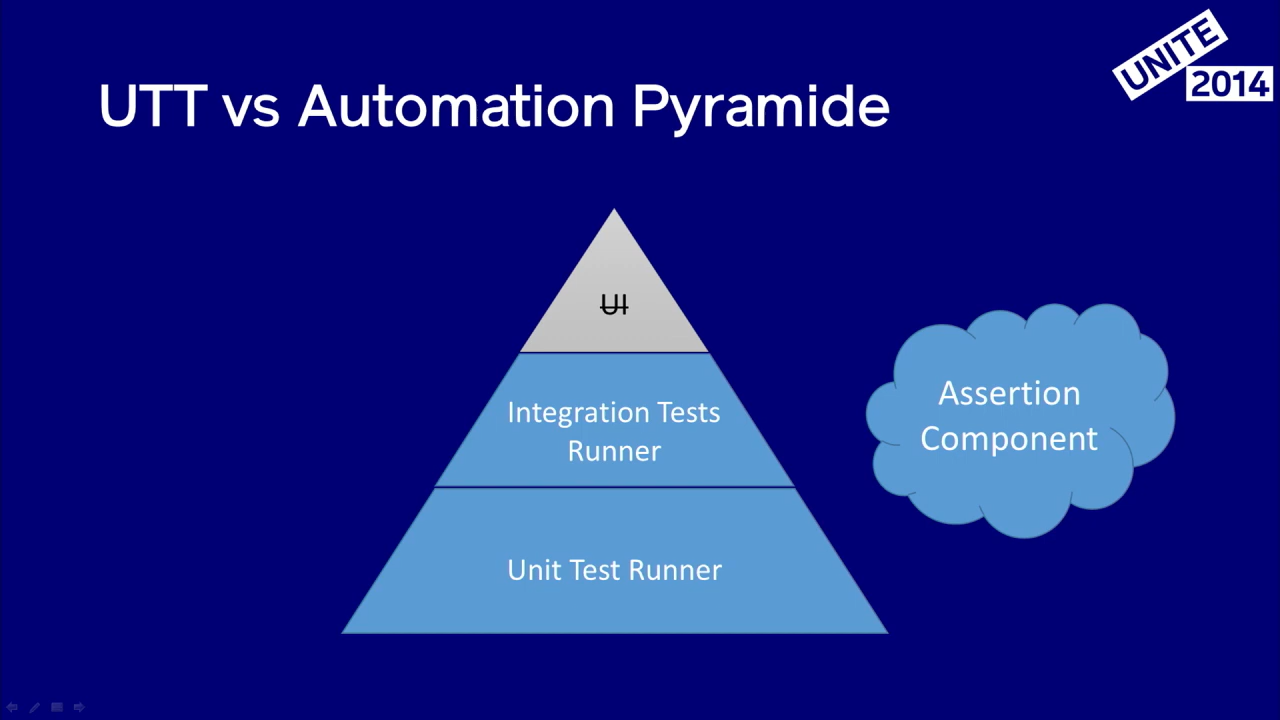 UNITE
2014
UTT vs Automation Pyramide
UI
Integration Tests
Runner
Unit Test Runner
Assertion
Component